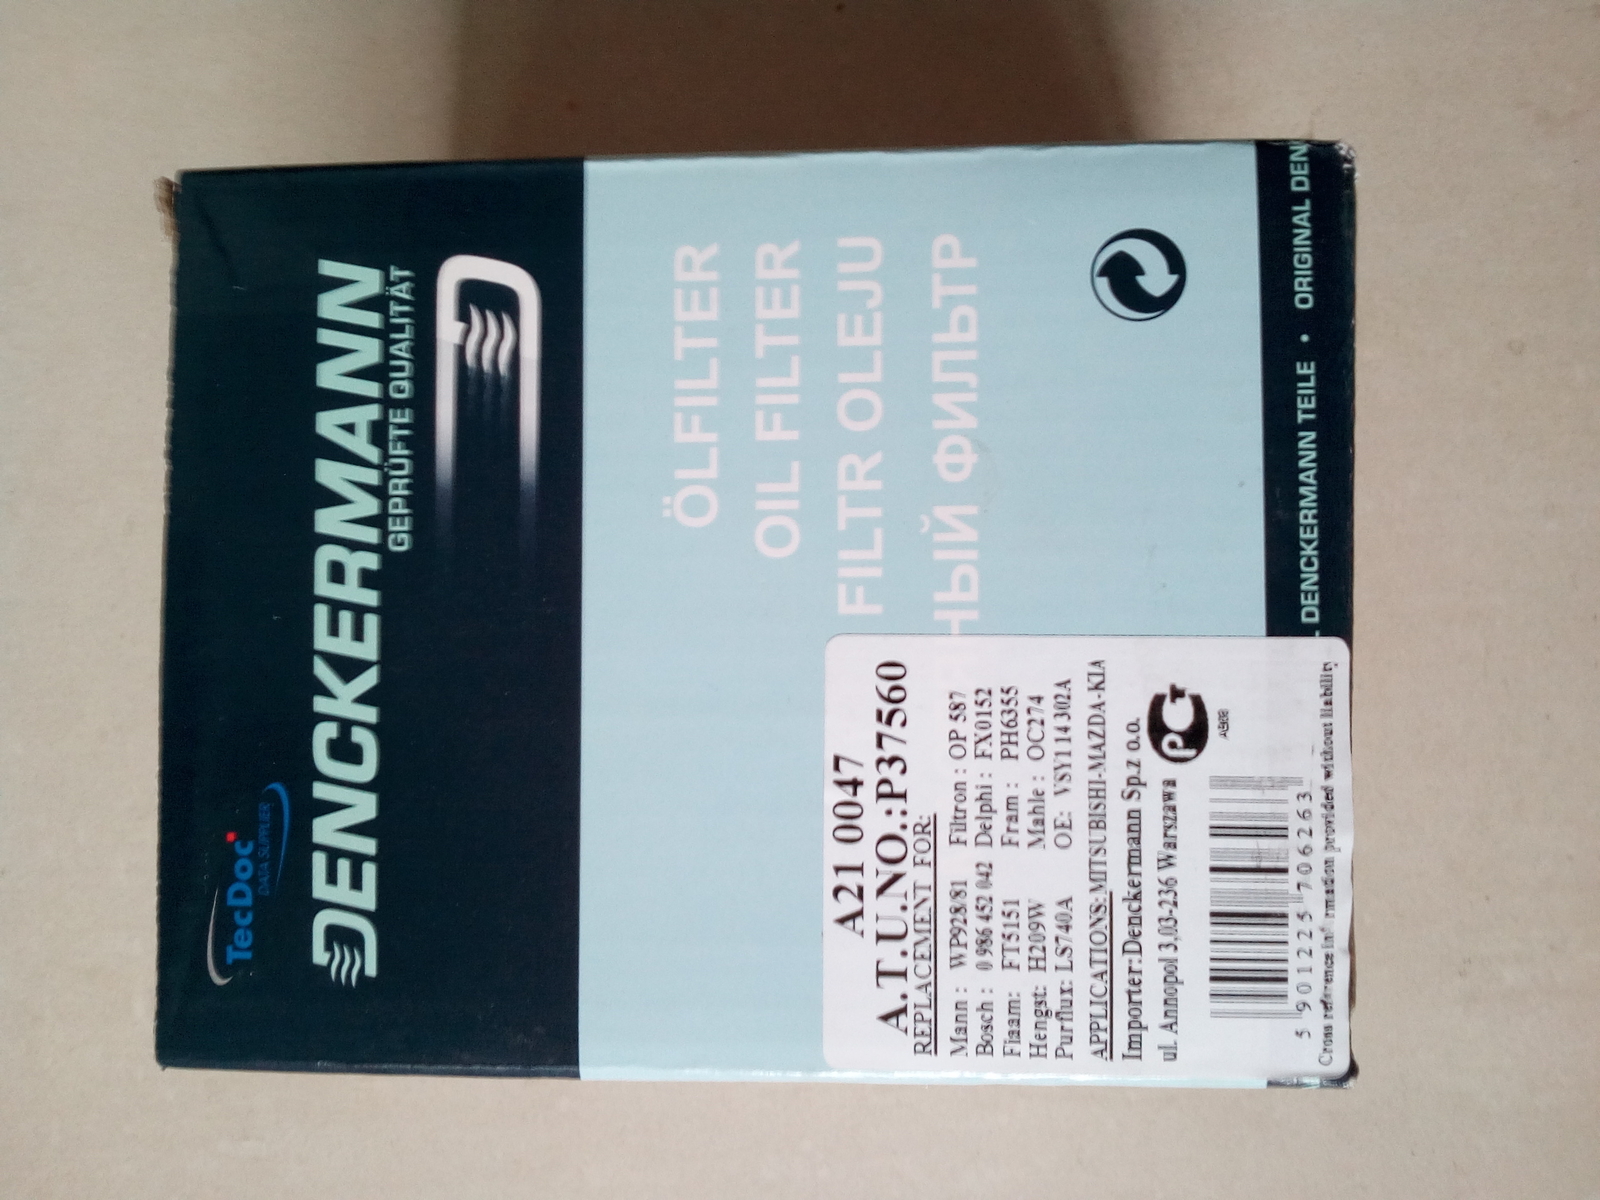 TecDoc
DATA SUPPLIER
DENCKERMANN
GEPRÜFTE QUALITÄT
ÖLFILTER
OIL FILTER
FILTR OLEJU
НЫЙ ФИЛЬТР
A21 0047
A.T.U.NO.:P37560
REPLACEMENT FOR:
Mann : WP928/81 Filtron : OP 587
Bosch : 0 986 452 042 Delphi : FX0152
Fiaam: FT5151 Fram : PH6355
Hengst: H209W Mahle : OC274
Purflux: LS740A OE: VSY114302A
APPLICATIONS:MITSUBISHI-MAZDA-KIA
Importer:Denckermann Sp.z o.o.
ul. Annopol 3,03-236 Warszawa
РСТ
5 901225 706263
Cross reference information provided without liability
DENCKERMANN TEILE • ORIGINAL DEN